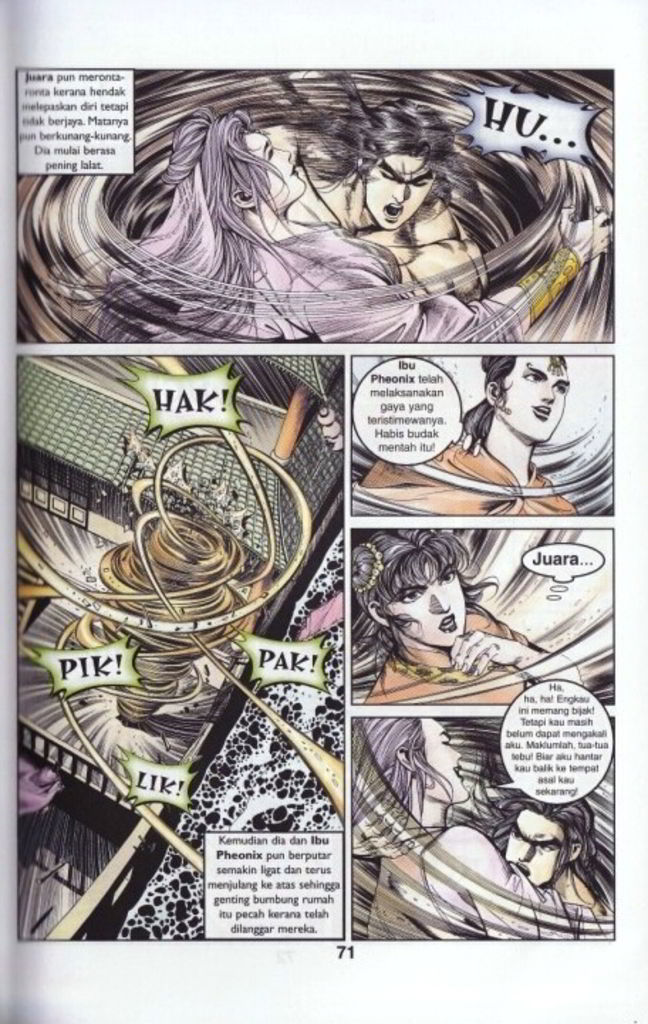 Juara pun meronta-
ronta kerana hendak
melepaskan diri tetapi
tidak berjaya. Matanya
pun berkunang-kunang.
Dia mulai berasa
pening lalat.
HU...
HAK!
PIK!
PAK!
LIK!
Kemudian dia dan Ibu
Pheonix pun berputar
semakin ligat dan terus
menjulang ke atas sehingga
genting bumbung rumah
itu pecah kerana telah
dilanggar mereka.
Ibu
Pheonix telah
melaksanakan
gaya yang
teristimewanya.
Habis budak
mentah itu!
Juara...
Ha,
ha, ha! Engkau
ini memang bijak!
Tetapi kau masih
belum dapat mengakali
aku. Maklumlah, tua-tua
tebu! Biar aku hantar
kau balik ke tempat
asal kau
sekarang!
71